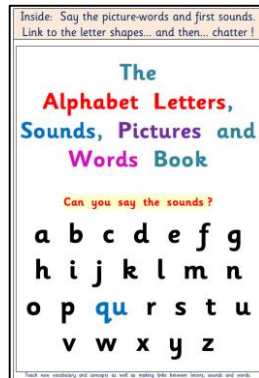 Inside: Say the picture-words and first sounds.
Link to the letter shapes... and then... chatter !
The
Alphabet Letters,
Sounds, Pictures and
Words Book
Can you say the sounds ?
a b c d e f g
h i j k l m n
o p qu r s t u
v w x y z
Teach new vocabulary and concepts as well as making links between letters, sounds and words.